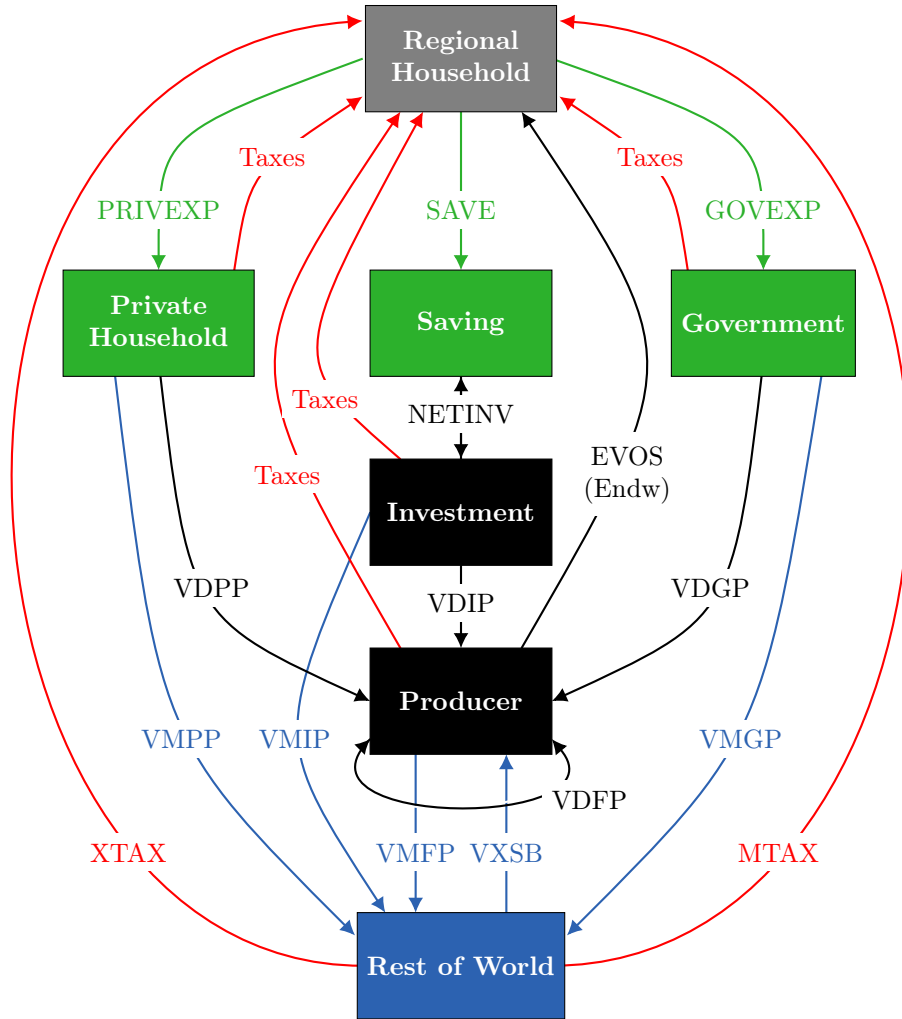 Regional
Household
Taxes
Taxes
PRIVEXP
SAVE
GOVEXP
Private
Household
Saving
Government
Taxes
NETINV
Taxes
EVOS
(Endw)
Investment
VDPP
VDIP
VDGP
Producer
VMPP
VMIP
VMGP
VDFP
XTAX
VMFP
VXSB
MTAX
Rest of World